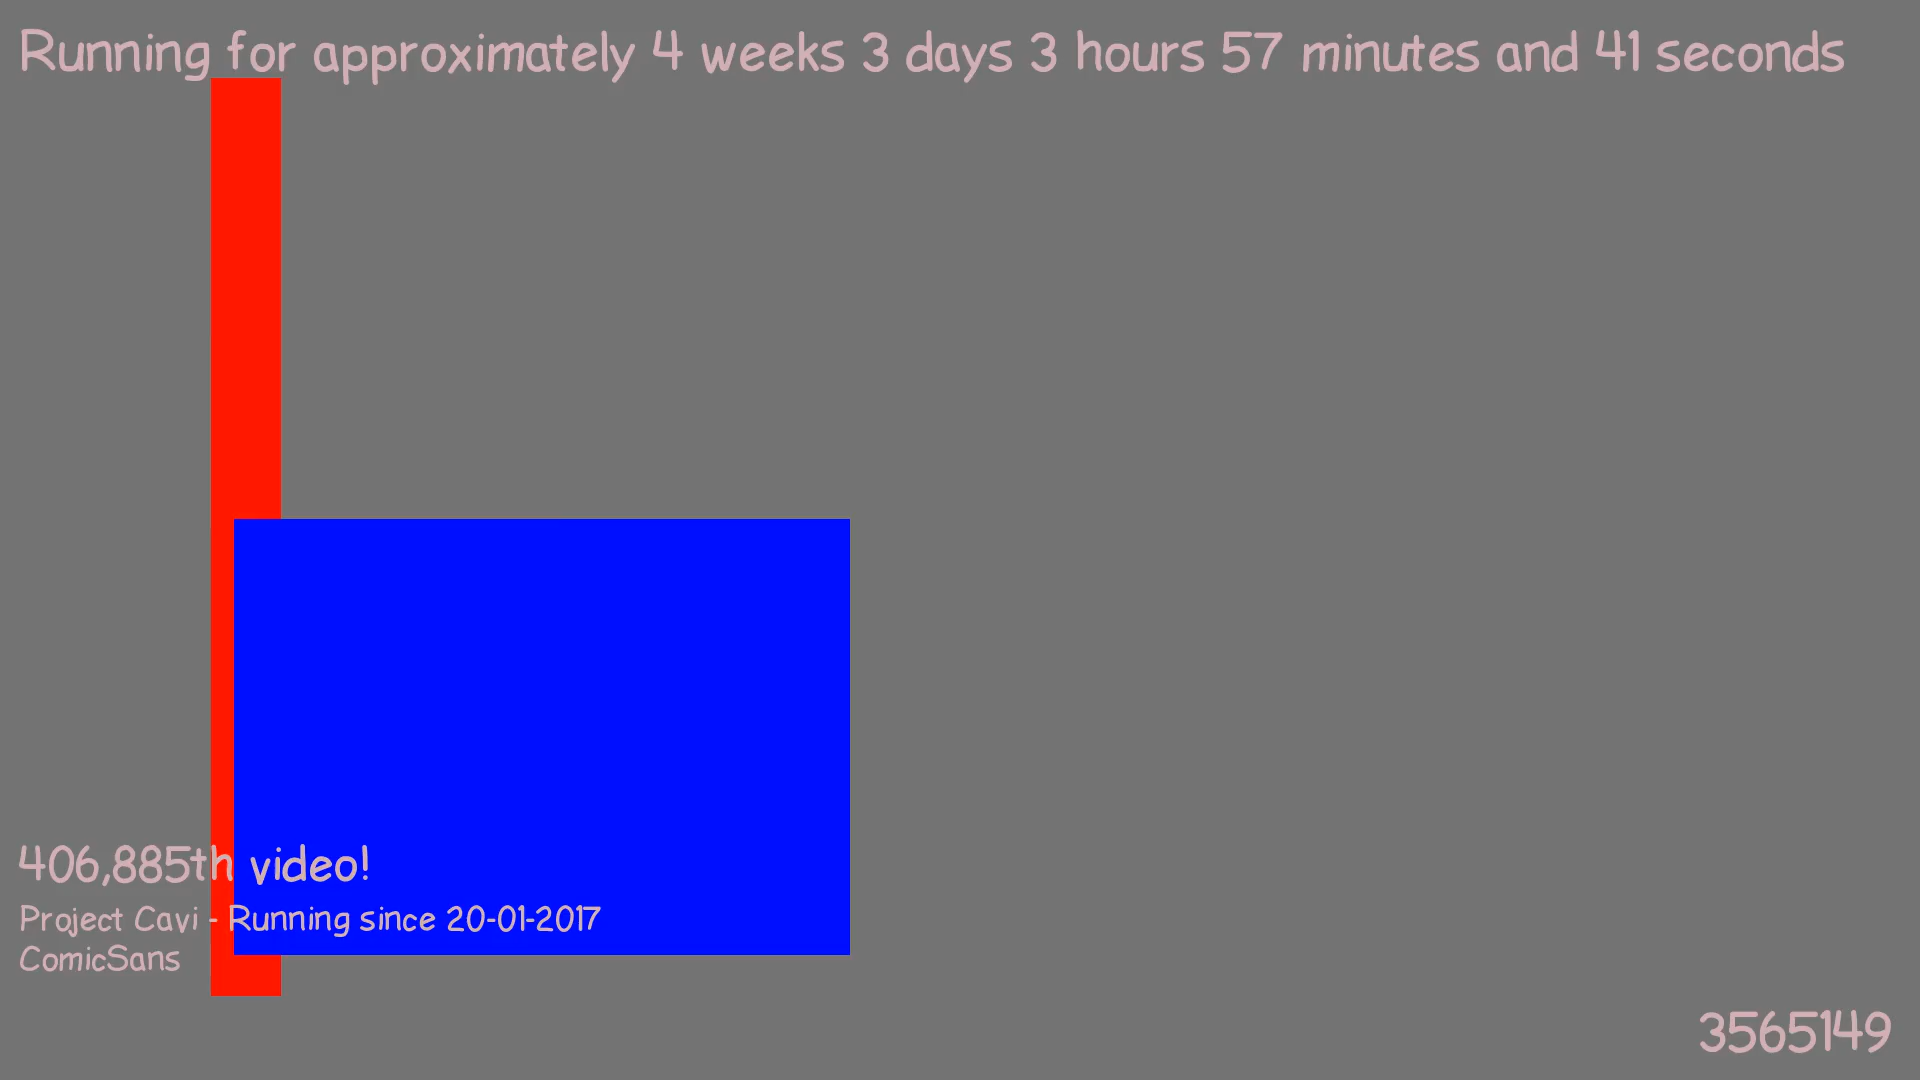 Running for approximately 4 weeks 3 days 3 hours 57 minutes and 41 seconds
406,885th video!
Project Cavi - Running since 20-01-2017
ComicSans
3565149